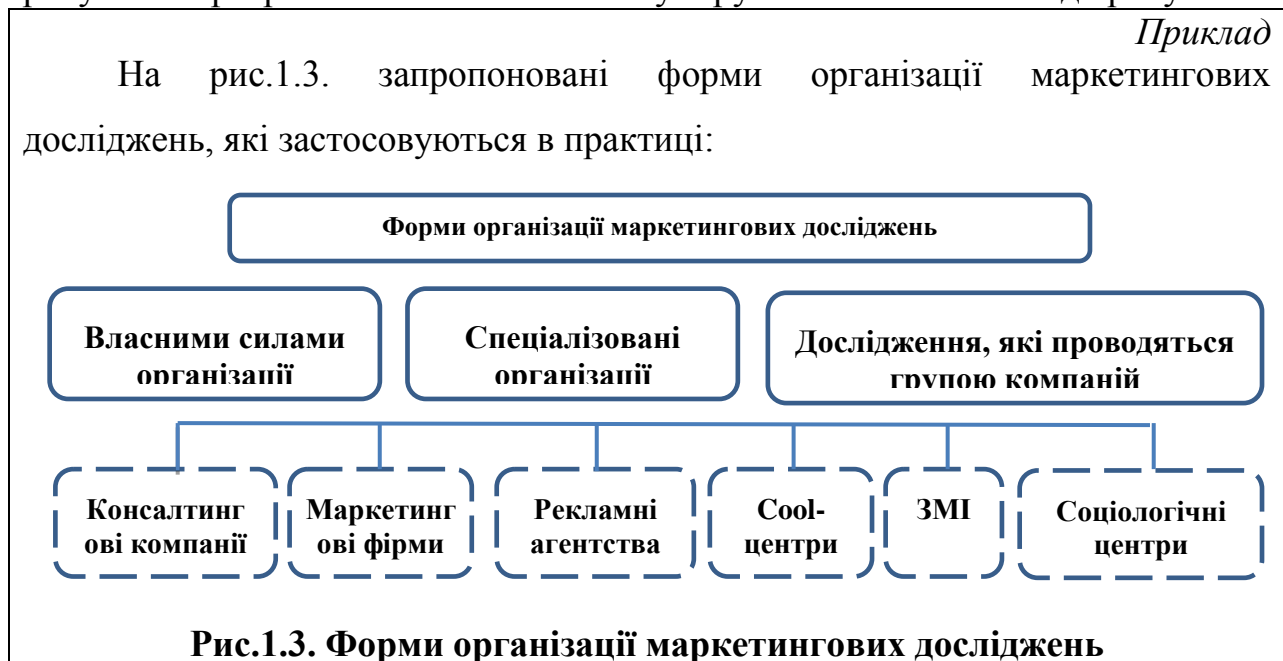 Приклад
На рис.1.3. запропоновані форми організації маркетингових
досліджень, які застосовуються в практиці:
Форми організації маркетингових досліджень
Власними силами
організації
Спеціалізовані
організації
Дослідження, які проводяться
групою компаній
Консалтинг
ові компанії
Маркетинг
ові фірми
Рекламні
агентства
Cool-
центри
ЗМІ
Соціологічні
центри
Рис.1.3. Форми організації маркетингових досліджень